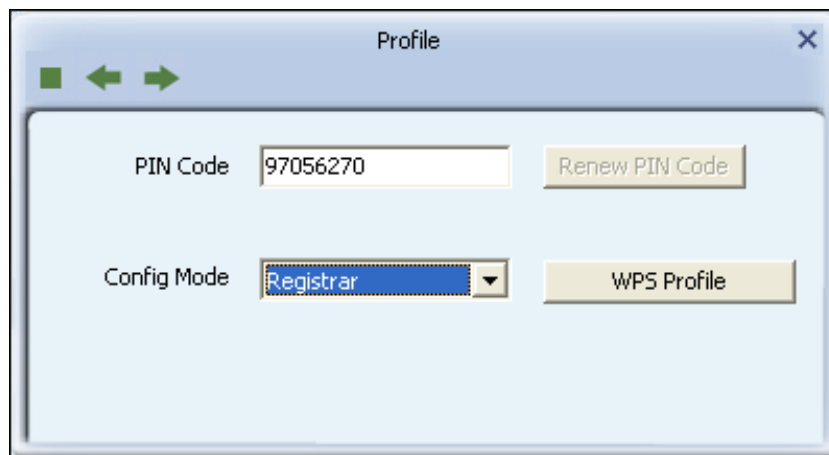 Profile
PIN Code 97056270 Renew PIN Code
Config Mode Registrar WPS Profile